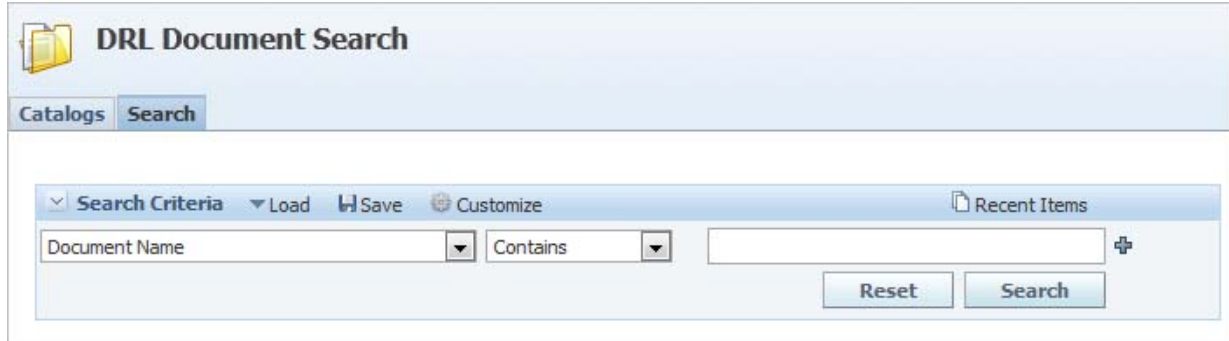 DRL Document Search
Catalogs Search
Search Criteria Load Save Customize Recent Items
Document Name Contains
Reset Search